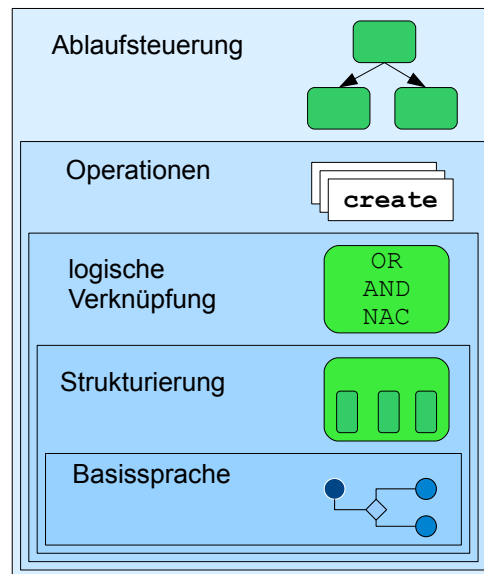 Ablaufsteuerung
Operationen
create
logische
Verknüpfung
OR
AND
NAC
Strukturierung
Basissprache